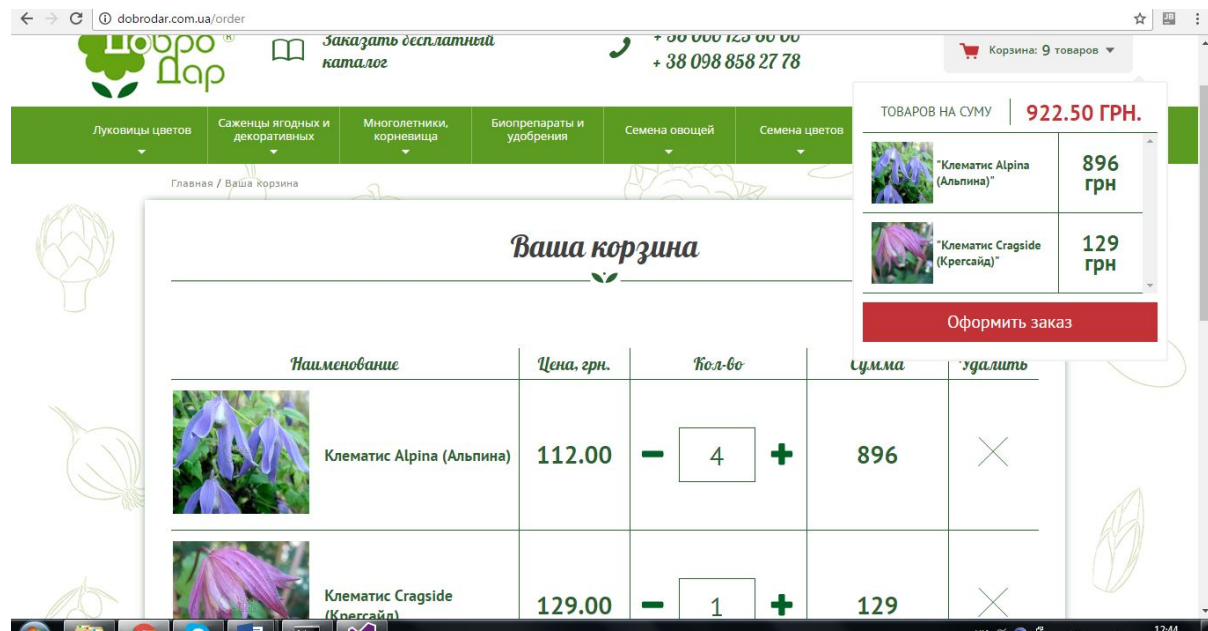 dobrodar.com.ua/order
Добро ®
Дар
Заказать бесплатный
каталог
+ 38 098 858 27 78
Корзина: 9 товаров
ТОВАРОВ НА СУМУ 922.50 ГРН.
"Клематис Alpina
(Альпина)"
896
грн
"Клематис Cragside
(Крегсайд)"
129
грн
Оформить заказ
Луковицы цветов
Саженцы ягодных и
декоративных
Многолетники,
корневища
Биопрепараты и
удобрения
Семена овощей
Семена цветов
Главная / Ваша корзина
Ваша корзина
Наименование Цена, грн. Кол-во Сумма Удалить
Клематис Alpina (Альпина) 112.00 4 896
Клематис Cragside
(Крегсайд)
129.00 1 129
12:44